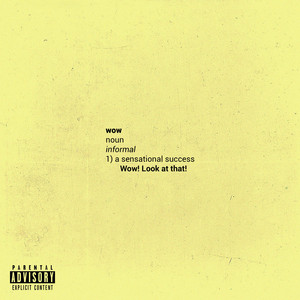 wow
noun
informal
1) a sensational success
Wow! Look at that!
PARENTAL
ADVISORY
EXPLICIT CONTENT